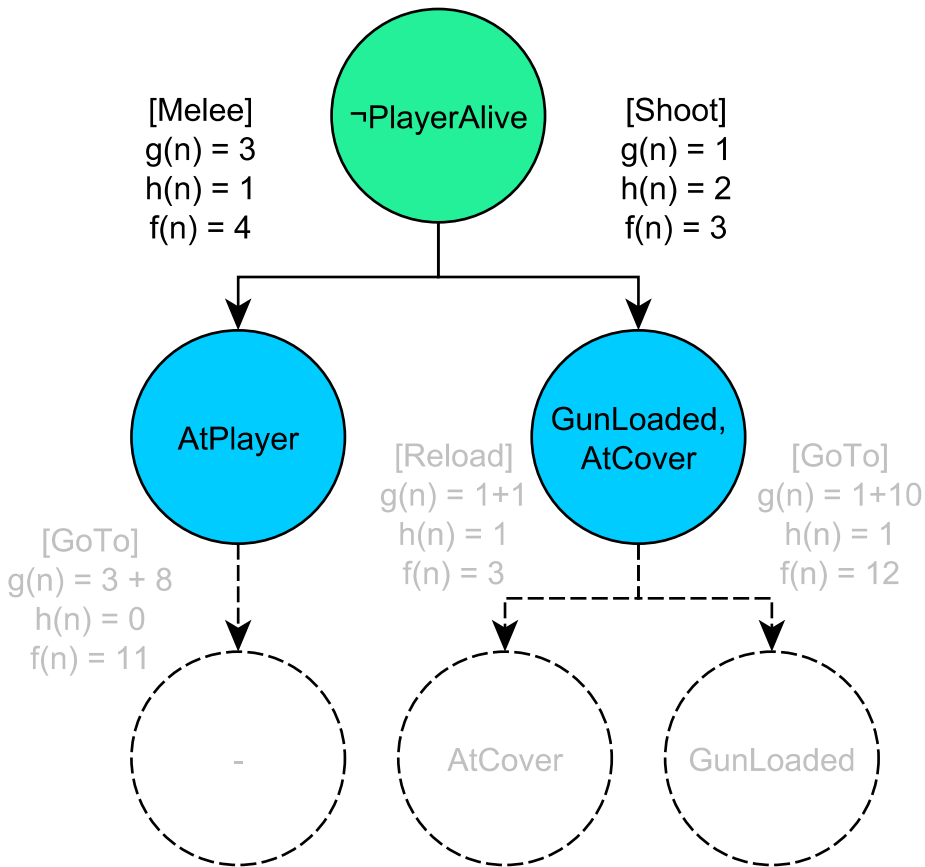 ¬PlayerAlive
[Melee]
g(n) = 3
h(n) = 1
f(n) = 4
[Shoot]
g(n) = 1
h(n) = 2
f(n) = 3
AtPlayer
GunLoaded,
AtCover
[GoTo]
g(n) = 3 + 8
h(n) = 0
f(n) = 11
[Reload]
g(n) = 1+1
h(n) = 1
f(n) = 3
[GoTo]
g(n) = 1+10
h(n) = 1
f(n) = 12
-
AtCover
GunLoaded